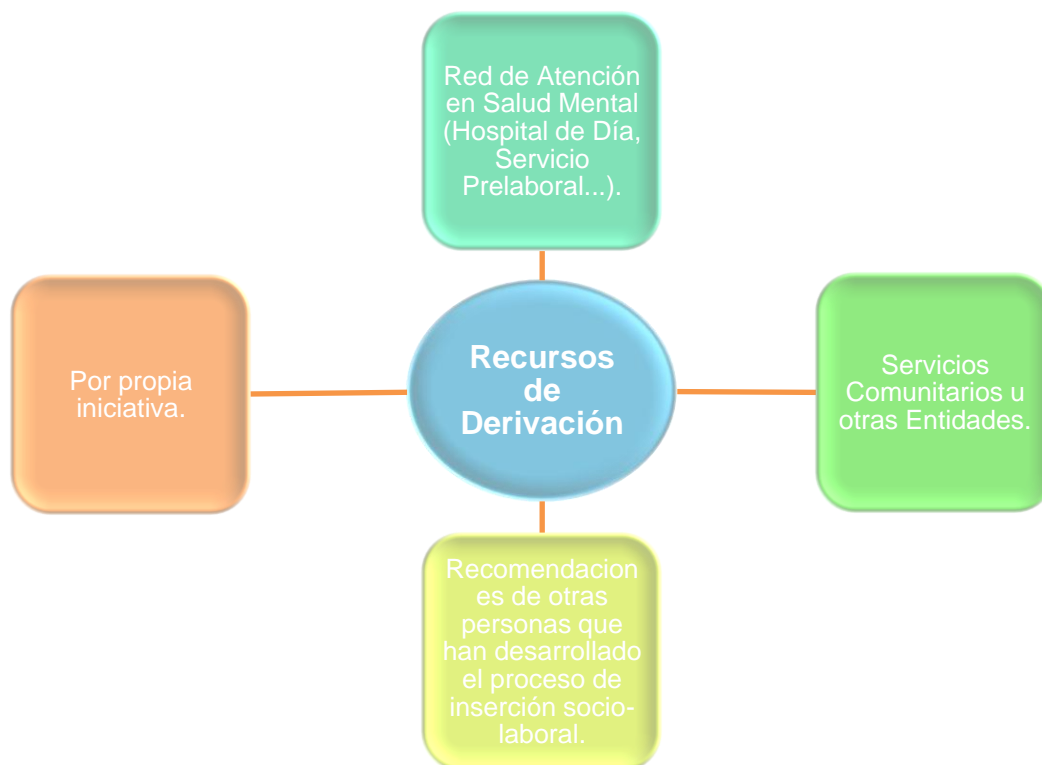 Red de Atención
en Salud Mental
(Hospital de Día,
Servicio
Prelaboral...).
Por propia
iniciativa.
Recursos
de
Derivación
Servicios
Comunitarios u
otras Entidades.
Recomendacion
es de otras
personas que
han desarrollado
el proceso de
inserción socio-
laboral.